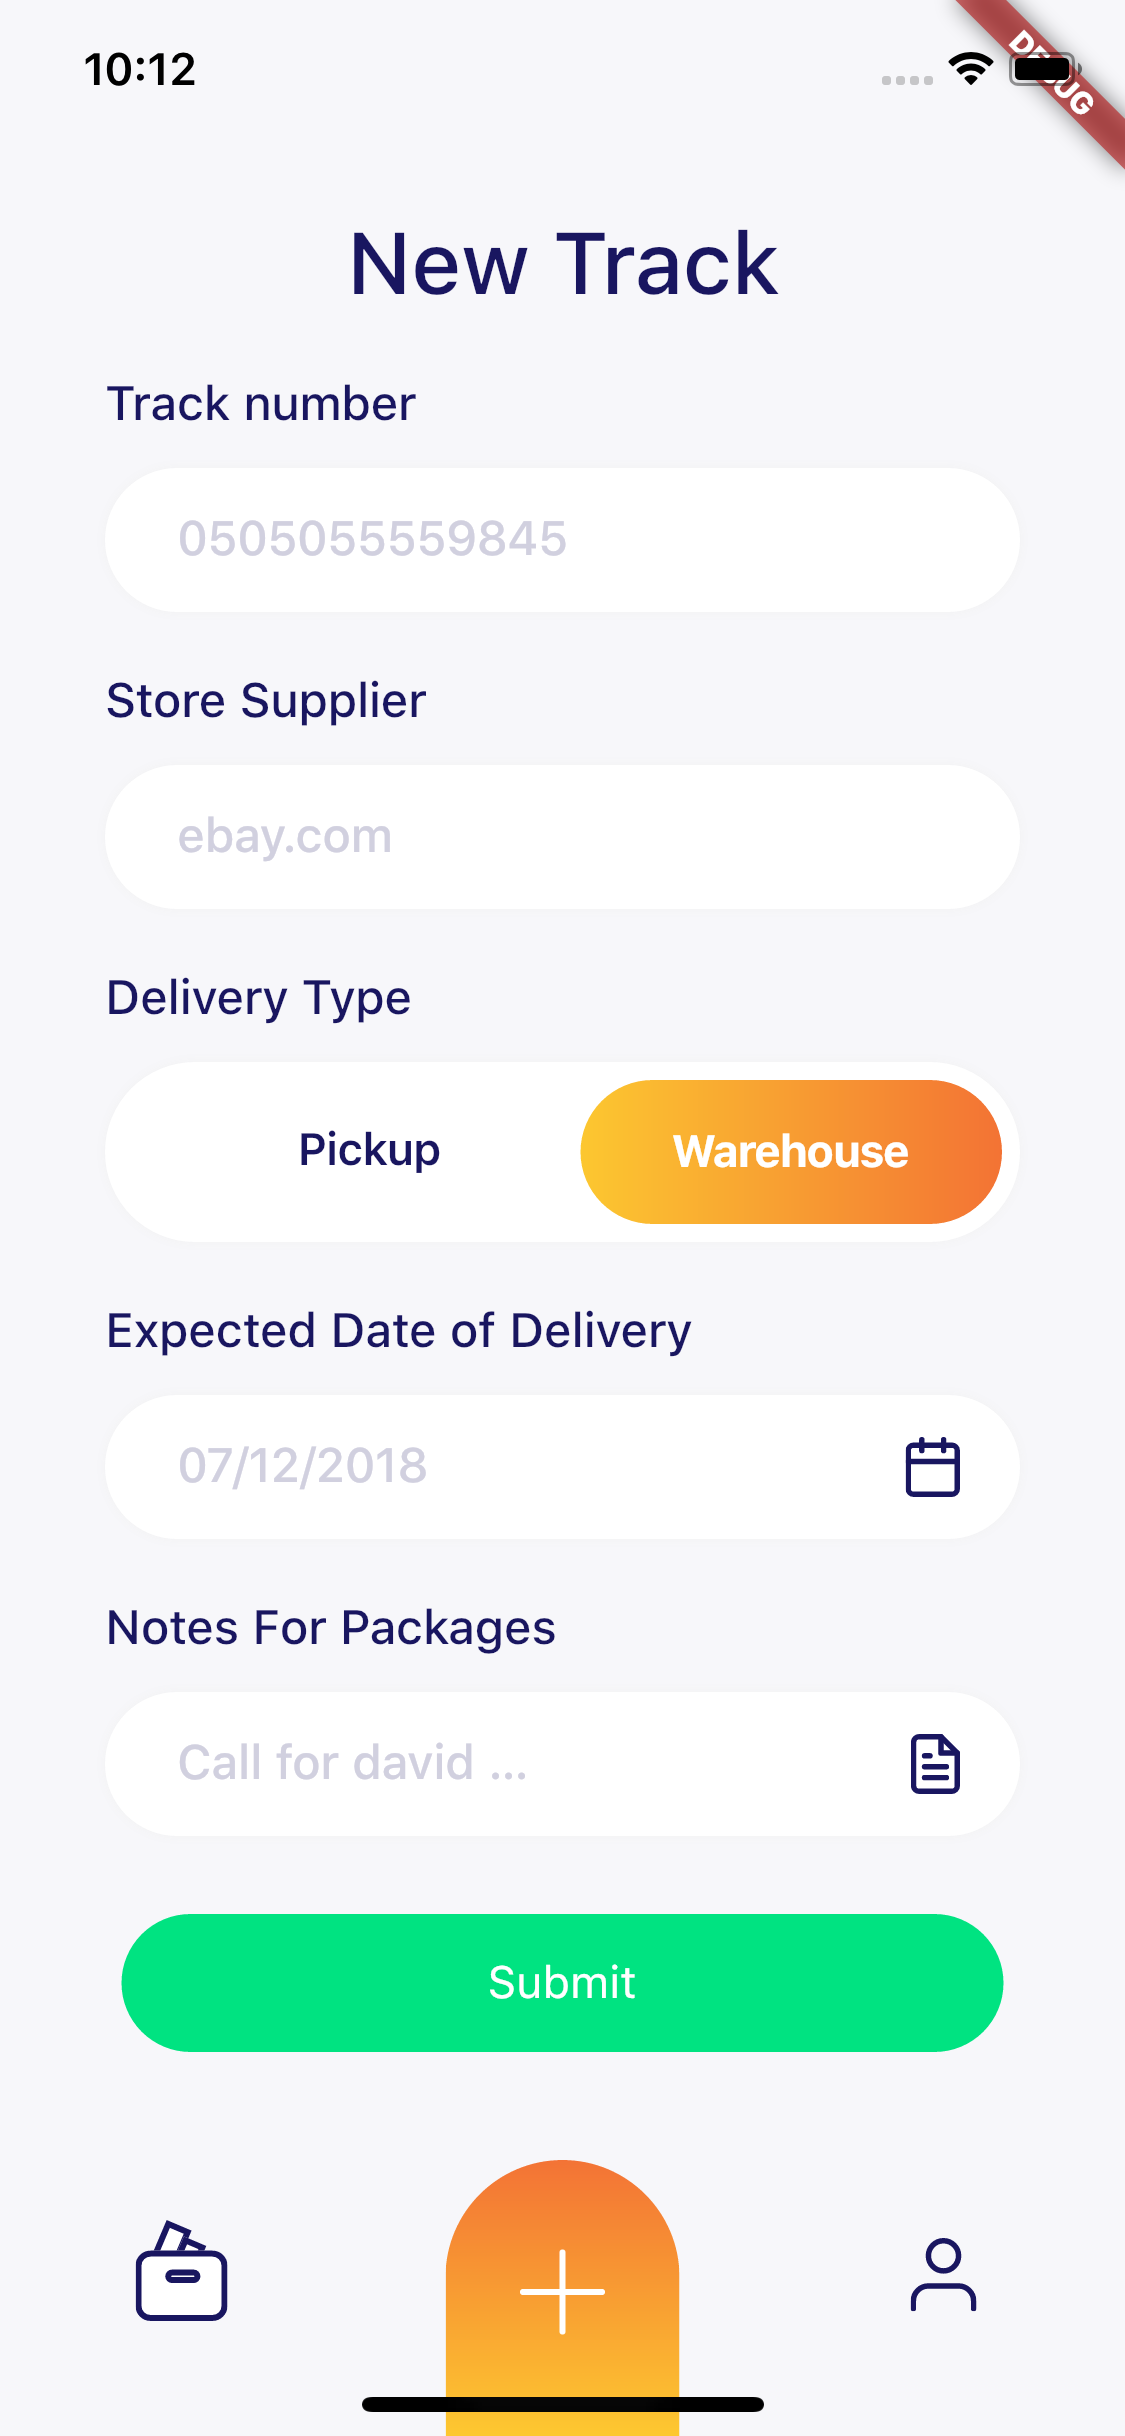 10:12
DEBUG
New Track
Track number
0505055559845
Store Supplier
ebay.com
Delivery Type
Pickup
Warehouse
Expected Date of Delivery
07/12/2018
Notes For Packages
Call for david ...
Submit